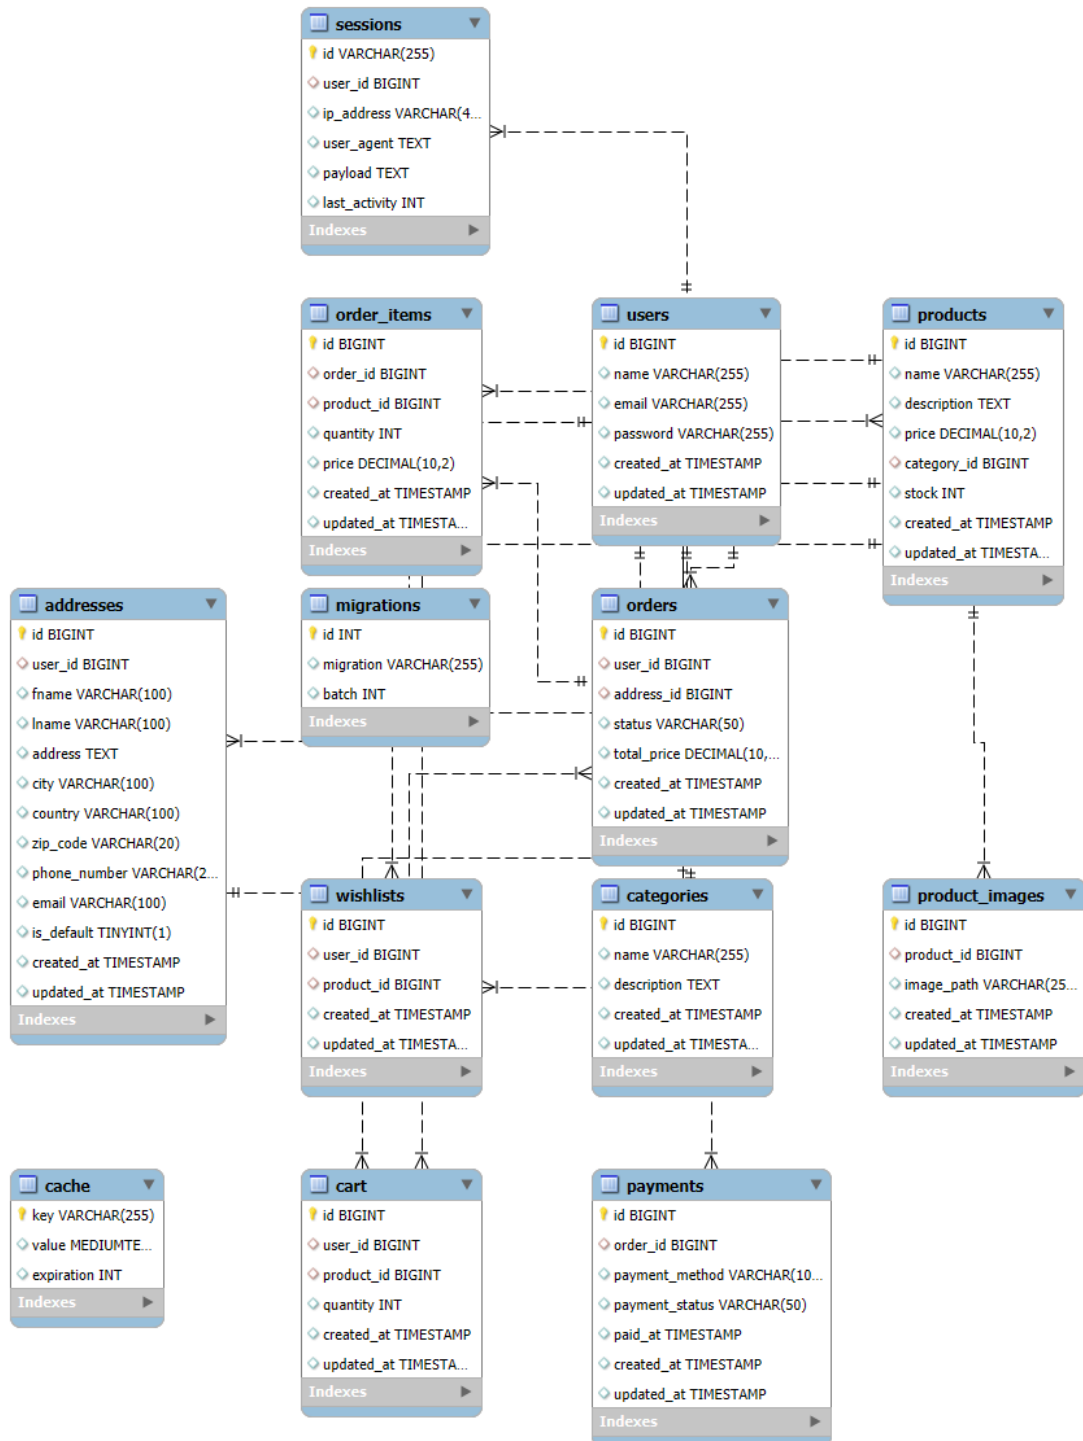 sessions
id VARCHAR(255)
user_id BIGINT
ip_address VARCHAR(4...
user_agent TEXT
payload TEXT
last_activity INT
Indexes
order_items
id BIGINT
order_id BIGINT
product_id BIGINT
quantity INT
price DECIMAL(10,2)
created_at TIMESTAMP
updated_at TIMESTA...
Indexes
users
id BIGINT
name VARCHAR(255)
email VARCHAR(255)
password VARCHAR(255)
created_at TIMESTAMP
updated_at TIMESTAMP
Indexes
products
id BIGINT
name VARCHAR(255)
description TEXT
price DECIMAL(10,2)
category_id BIGINT
stock INT
created_at TIMESTAMP
updated_at TIMESTA...
Indexes
addresses
id BIGINT
user_id BIGINT
fname VARCHAR(100)
lname VARCHAR(100)
address TEXT
city VARCHAR(100)
country VARCHAR(100)
zip_code VARCHAR(20)
phone_number VARCHAR(2...
email VARCHAR(100)
is_default TINYINT(1)
created_at TIMESTAMP
updated_at TIMESTAMP
Indexes
migrations
id INT
migration VARCHAR(255)
batch INT
Indexes
orders
id BIGINT
user_id BIGINT
address_id BIGINT
status VARCHAR(50)
total_price DECIMAL(10,...
created_at TIMESTAMP
updated_at TIMESTAMP
Indexes
wishlists
id BIGINT
user_id BIGINT
product_id BIGINT
created_at TIMESTAMP
updated_at TIMESTA...
Indexes
categories
id BIGINT
name VARCHAR(255)
description TEXT
created_at TIMESTAMP
updated_at TIMESTA...
Indexes
product_images
id BIGINT
product_id BIGINT
image_path VARCHAR(25...
created_at TIMESTAMP
updated_at TIMESTAMP
Indexes
cache
key VARCHAR(255)
value MEDIUMTE...
expiration INT
Indexes
cart
id BIGINT
user_id BIGINT
product_id BIGINT
quantity INT
created_at TIMESTAMP
updated_at TIMESTA...
Indexes
payments
id BIGINT
order_id BIGINT
payment_method VARCHAR(10...
payment_status VARCHAR(50)
paid_at TIMESTAMP
created_at TIMESTAMP
updated_at TIMESTAMP
Indexes